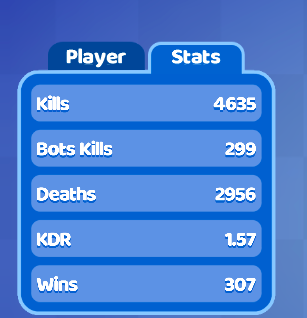 Player Stats
Kills 4635
Bots Kills 299
Deaths 2956
KDR 1.57
Wins 307